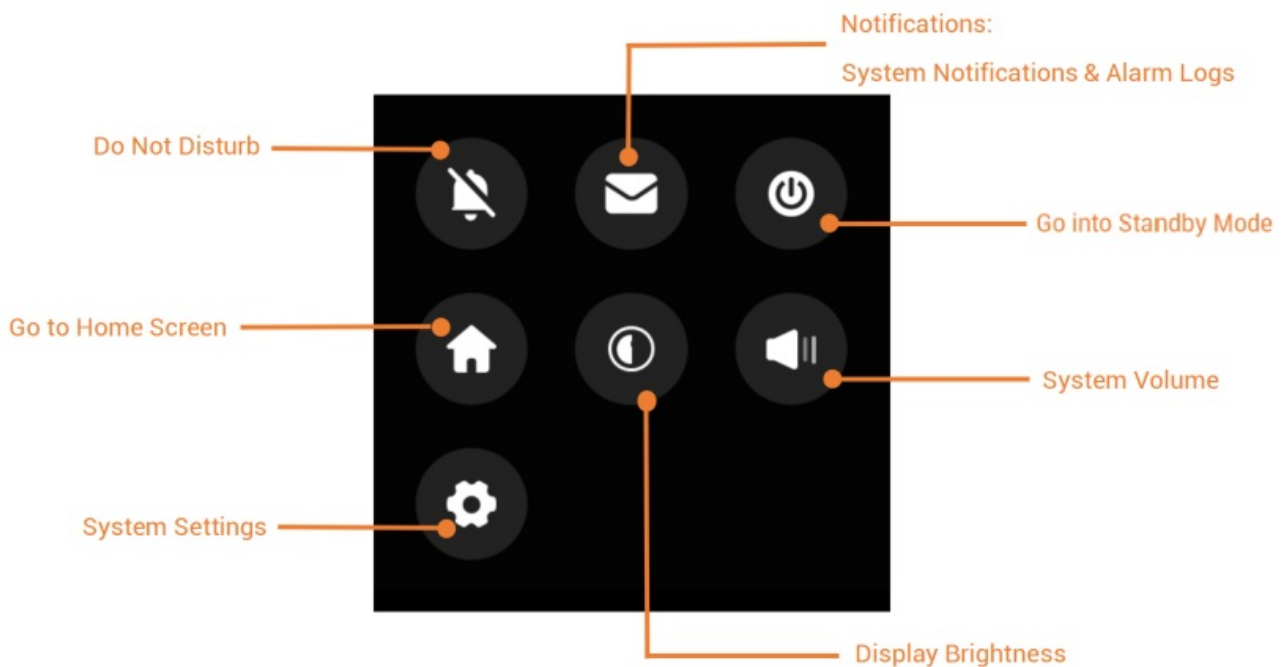 Notifications:
System Notifications & Alarm Logs
Do Not Disturb
Go into Standby Mode
Go to Home Screen
System Volume
System Settings
Display Brightness